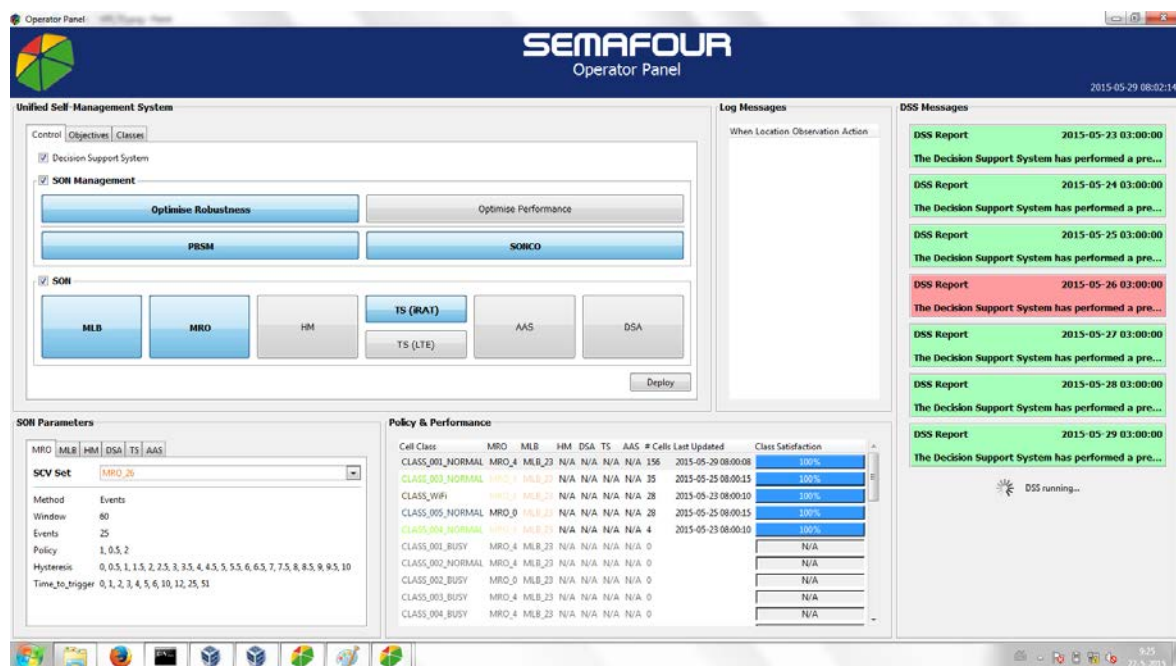 Operator Panel
SEMAFOUR
Operator Panel
2015-05-29 08:02:14
Unified Self-Management System
Control Objectives Classes
Decision Support System
SON Management
Optimise Robustness Optimise Performance
PBSM SONCO
SON
MLB MRO HM TS (iRAT) AAS DSA
TS (LTE)
Deploy
Log Messages
When Location Observation Action
DSS Messages
DSS Report 2015-05-23 03:00:00
The Decision Support System has performed a pre...
DSS Report 2015-05-24 03:00:00
The Decision Support System has performed a pre...
DSS Report 2015-05-25 03:00:00
The Decision Support System has performed a pre...
DSS Report 2015-05-26 03:00:00
The Decision Support System has performed a pre...
DSS Report 2015-05-27 03:00:00
The Decision Support System has performed a pre...
DSS Report 2015-05-28 03:00:00
The Decision Support System has performed a pre...
DSS Report 2015-05-29 03:00:00
The Decision Support System has performed a pre...
DSS running...
SON Parameters
MRO MLB HM DSA TS AAS
SCV Set MRO_26
Method Events
Window 60
Events 25
Policy 1, 0.5, 2
Hysteresis 0, 0.5, 1, 1.5, 2, 2.5, 3, 3.5, 4, 4.5, 5, 5.5, 6, 6.5, 7, 7.5, 8, 8.5, 9, 9.5, 10
Time_to_trigger 0, 1, 2, 3, 4, 5, 6, 10, 12, 25, 51
Policy & Performance
Cell Class MRO MLB HM DSA TS AAS # Cells Last Updated Class Satisfaction
CLASS_001_NORMAL MRO_4 MLB_23 N/A N/A N/A N/A 156 2015-05-29 08:00:08 100%
CLASS_003_NORMAL N/A N/A N/A N/A 35 2015-05-25 08:00:15 100%
CLASS_WiFi N/A N/A N/A N/A 28 2015-05-23 08:00:10 100%
CLASS_005_NORMAL MRO_0 N/A N/A N/A N/A 28 2015-05-25 08:00:15 100%
CLASS_004_NORMAL N/A N/A N/A N/A 4 2015-05-23 08:00:10 100%
CLASS_001_BUSY MRO_4 MLB_23 N/A N/A N/A N/A 0 N/A
CLASS_002_NORMAL MRO_4 MLB_23 N/A N/A N/A N/A 0 N/A
CLASS_002_BUSY MRO_0 MLB_23 N/A N/A N/A N/A 0 N/A
CLASS_003_BUSY MRO_4 MLB_23 N/A N/A N/A N/A 0 N/A
CLASS_004_BUSY MRO_4 MLB_23 N/A N/A N/A N/A 0 N/A
9:25